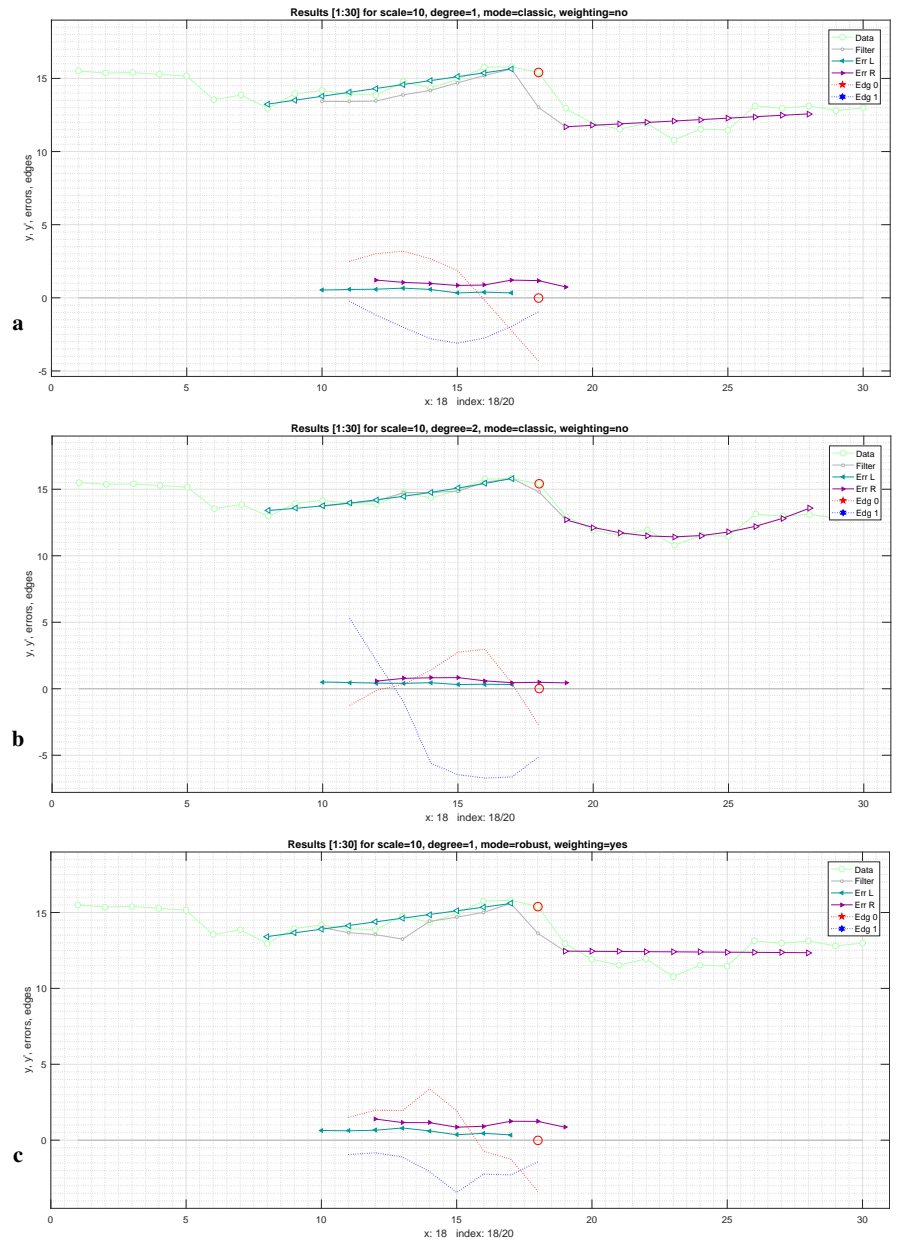 Results [1:30] for scale=10, degree=1, mode=classic, weighting=no
Data
Filter
Err L
Err R
Edg 0
Edg 1
15
10
5
0
-5
y, y', errors, edges
a
0 5 10 15 20 25 30
x: 18 index: 18/20
Results [1:30] for scale=10, degree=2, mode=classic, weighting=no
Data
Filter
Err L
Err R
Edg 0
Edg 1
15
10
5
0
-5
y, y', errors, edges
b
0 5 10 15 20 25 30
x: 18 index: 18/20
Results [1:30] for scale=10, degree=1, mode=robust, weighting=yes
Data
Filter
Err L
Err R
Edg 0
Edg 1
15
10
5
0
y, y', errors, edges
c
0 5 10 15 20 25 30
x: 18 index: 18/20